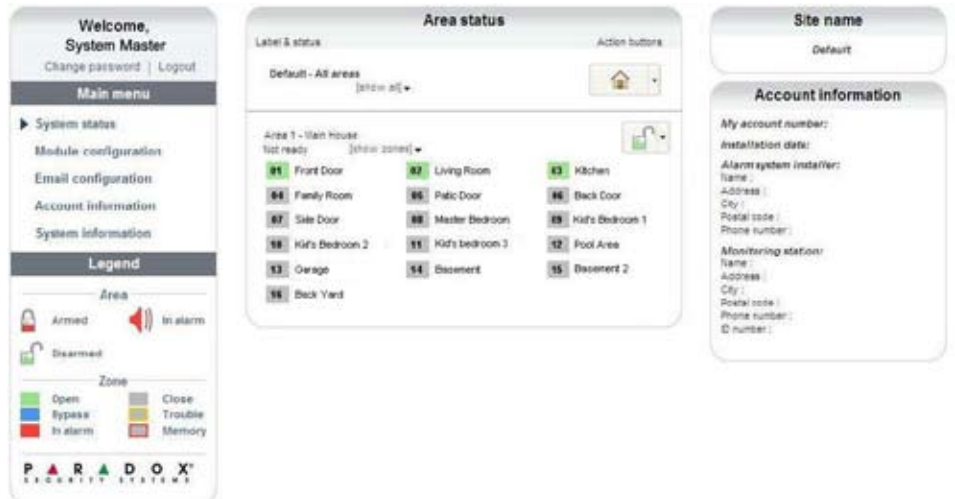 Welcome,
System Master
Change password | Logout
Main menu
System status
Module configuration
Email configuration
Account information
System information
Legend
Area
Armed
In alarm
Disarmed
Zone
Open
Close
Bypass
Trouble
In alarm
Memory
PARADOX
SECURITY SYSTEMS
Area status
Label & status
Action buttons
Default - All areas
[show all]
Area 1 - Main House
Not ready [show zones]
01 Front Door
02 Living Room
03 Kitchen
04 Family Room
05 Patio Door
06 Back Door
07 Side Door
08 Master Bedroom
09 Kid's Bedroom 1
10 Kid's Bedroom 2
11 Kid's bedroom 3
12 Pool Area
13 Garage
14 Basement
15 Basement 2
16 Back Yard
Site name
Default
Account information
My account number:
Installation date:
Alarm system installer:
Name :
Address :
City :
Postal code :
Phone number :
Monitoring station:
Name :
Address :
City :
Postal code :
Phone number :
ID number :